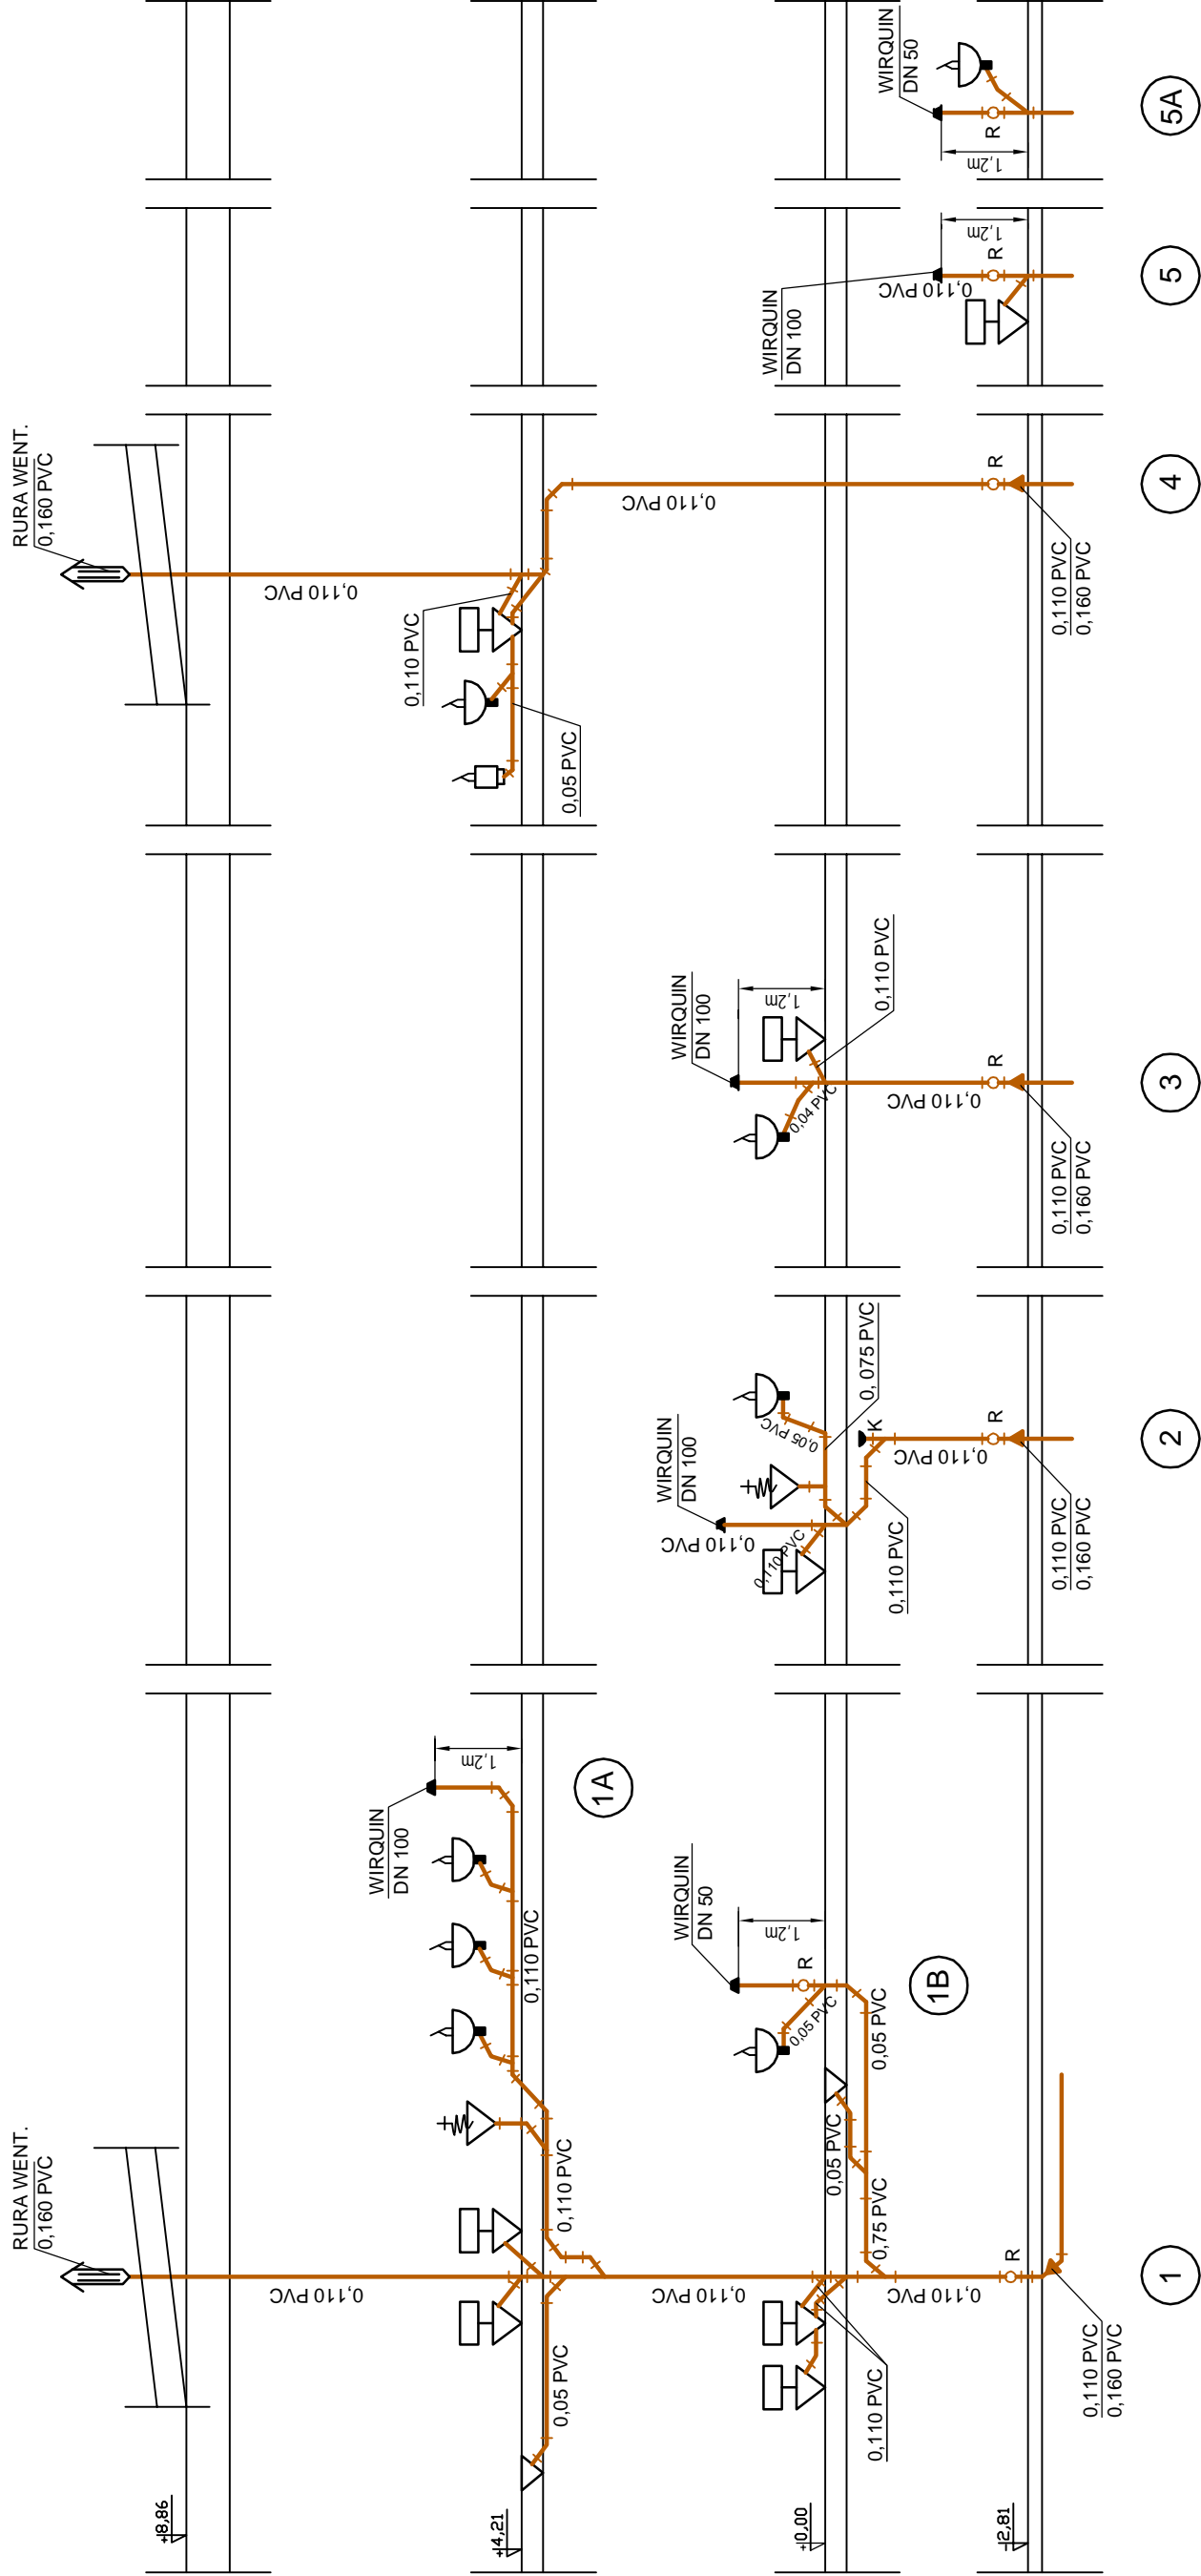 RURA WENT.
0,160 PVC
0,110 PVC
+8,86
+4,21
±0,00
-2,81
0,05 PVC
0,110 PVC
0,110 PVC
WIRQUIN
DN 100
1,2m
1A
0,110 PVC
0,110 PVC
0,75 PVC
0,05 PVC
0,05 PVC
0,05 PVC
WIRQUIN
DN 50
1,2m
R
1B
0,110 PVC
R
0,110 PVC
0,160 PVC
1
WIRQUIN
DN 100
0,110 PVC
0,110 PVC
0,05 PVC
0, 075 PVC
K
0,110 PVC
0,110 PVC
R
0,110 PVC
0,160 PVC
2
WIRQUIN
DN 100
1,2m
0,04 PVC
0,110 PVC
0,110 PVC
R
0,110 PVC
0,160 PVC
3
RURA WENT.
0,160 PVC
0,110 PVC
0,110 PVC
0,05 PVC
0,110 PVC
R
0,110 PVC
0,160 PVC
4
WIRQUIN
DN 100
0,110 PVC
1,2m
R
5
WIRQUIN
DN 50
1,2m
R
5A